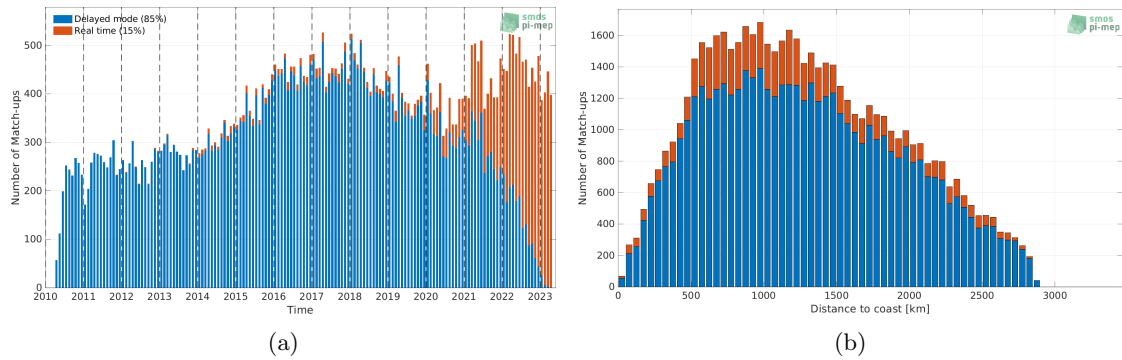 Delayed mode (85%)
Real time (15%)
smos
pi-mep
500
400
300
200
100
0
Number of Match-ups
2010 2011 2012 2013 2014 2015 2016 2017 2018 2019 2020 2021 2022 2023
Time
(a)
smos
pi-mep
1600
1400
1200
1000
800
600
400
200
0
Number of Match-ups
0 500 1000 1500 2000 2500 3000
Distance to coast [km]
(b)